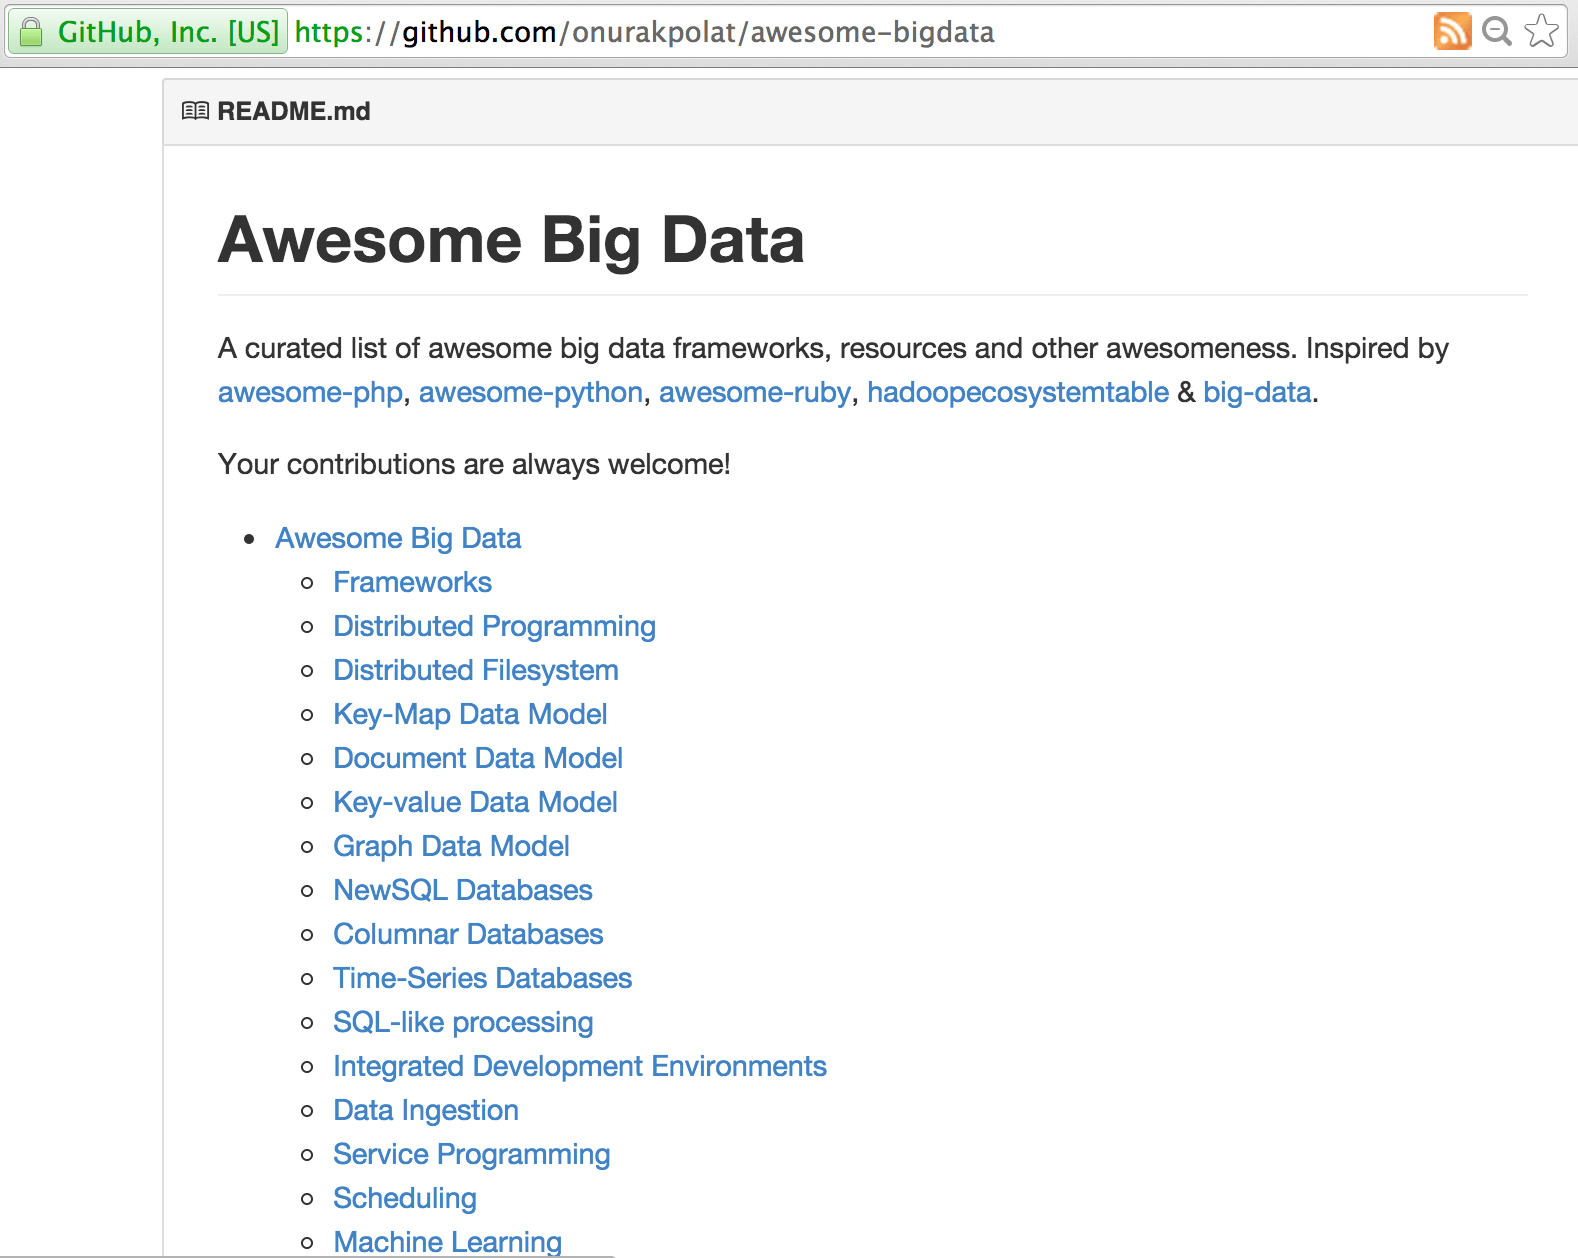 GitHub, Inc. [US] https://github.com/onurakpolat/awesome-bigdata
README.md
Awesome Big Data
A curated list of awesome big data frameworks, resources and other awesomeness. Inspired by
awesome-php, awesome-python, awesome-ruby, hadoopecosystemtable & big-data.
Your contributions are always welcome!
Awesome Big Data
Frameworks
Distributed Programming
Distributed Filesystem
Key-Map Data Model
Document Data Model
Key-value Data Model
Graph Data Model
NewSQL Databases
Columnar Databases
Time-Series Databases
SQL-like processing
Integrated Development Environments
Data Ingestion
Service Programming
Scheduling
Machine Learning